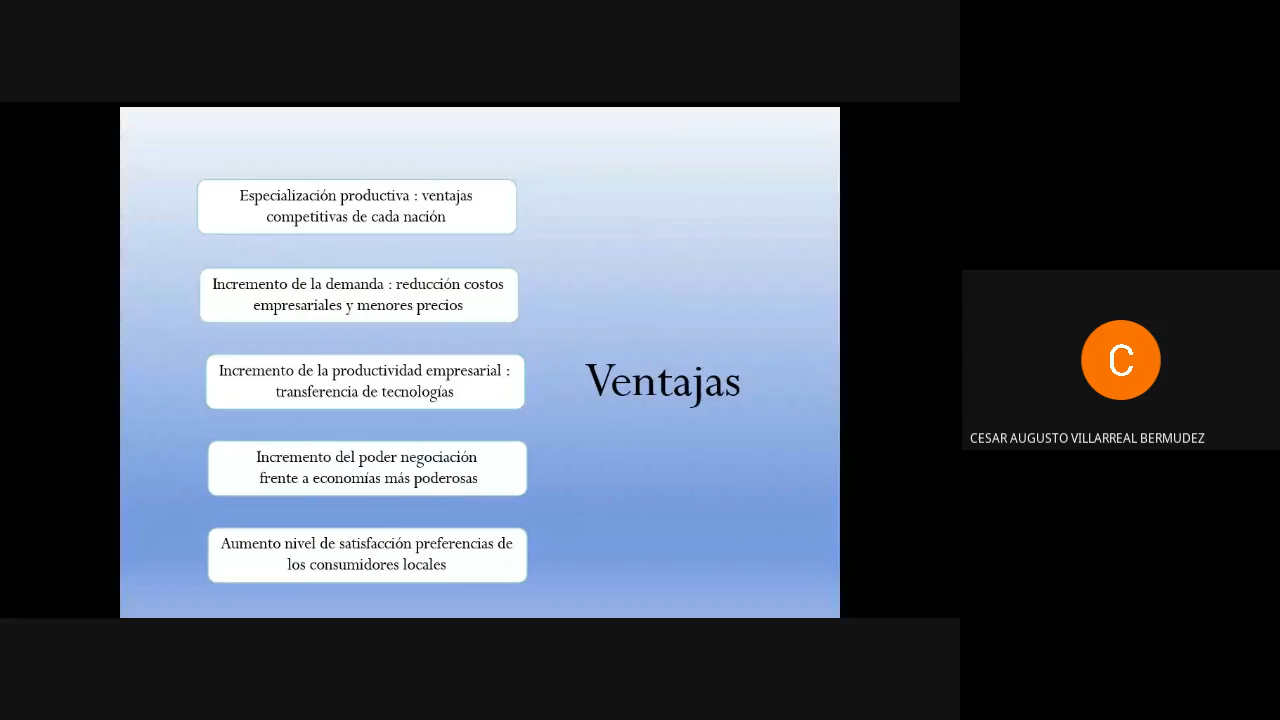 Especialización productiva : ventajas
competitivas de cada nación
Incremento de la demanda : reducción costos
empresariales y menores precios
Incremento de la productividad empresarial :
transferencia de tecnologías
Incremento del poder negociación
frente a economías más poderosas
Aumento nivel de satisfacción preferencias de
los consumidores locales
Ventajas
C
CESAR AUGUSTO VILLARREAL BERMUDEZ